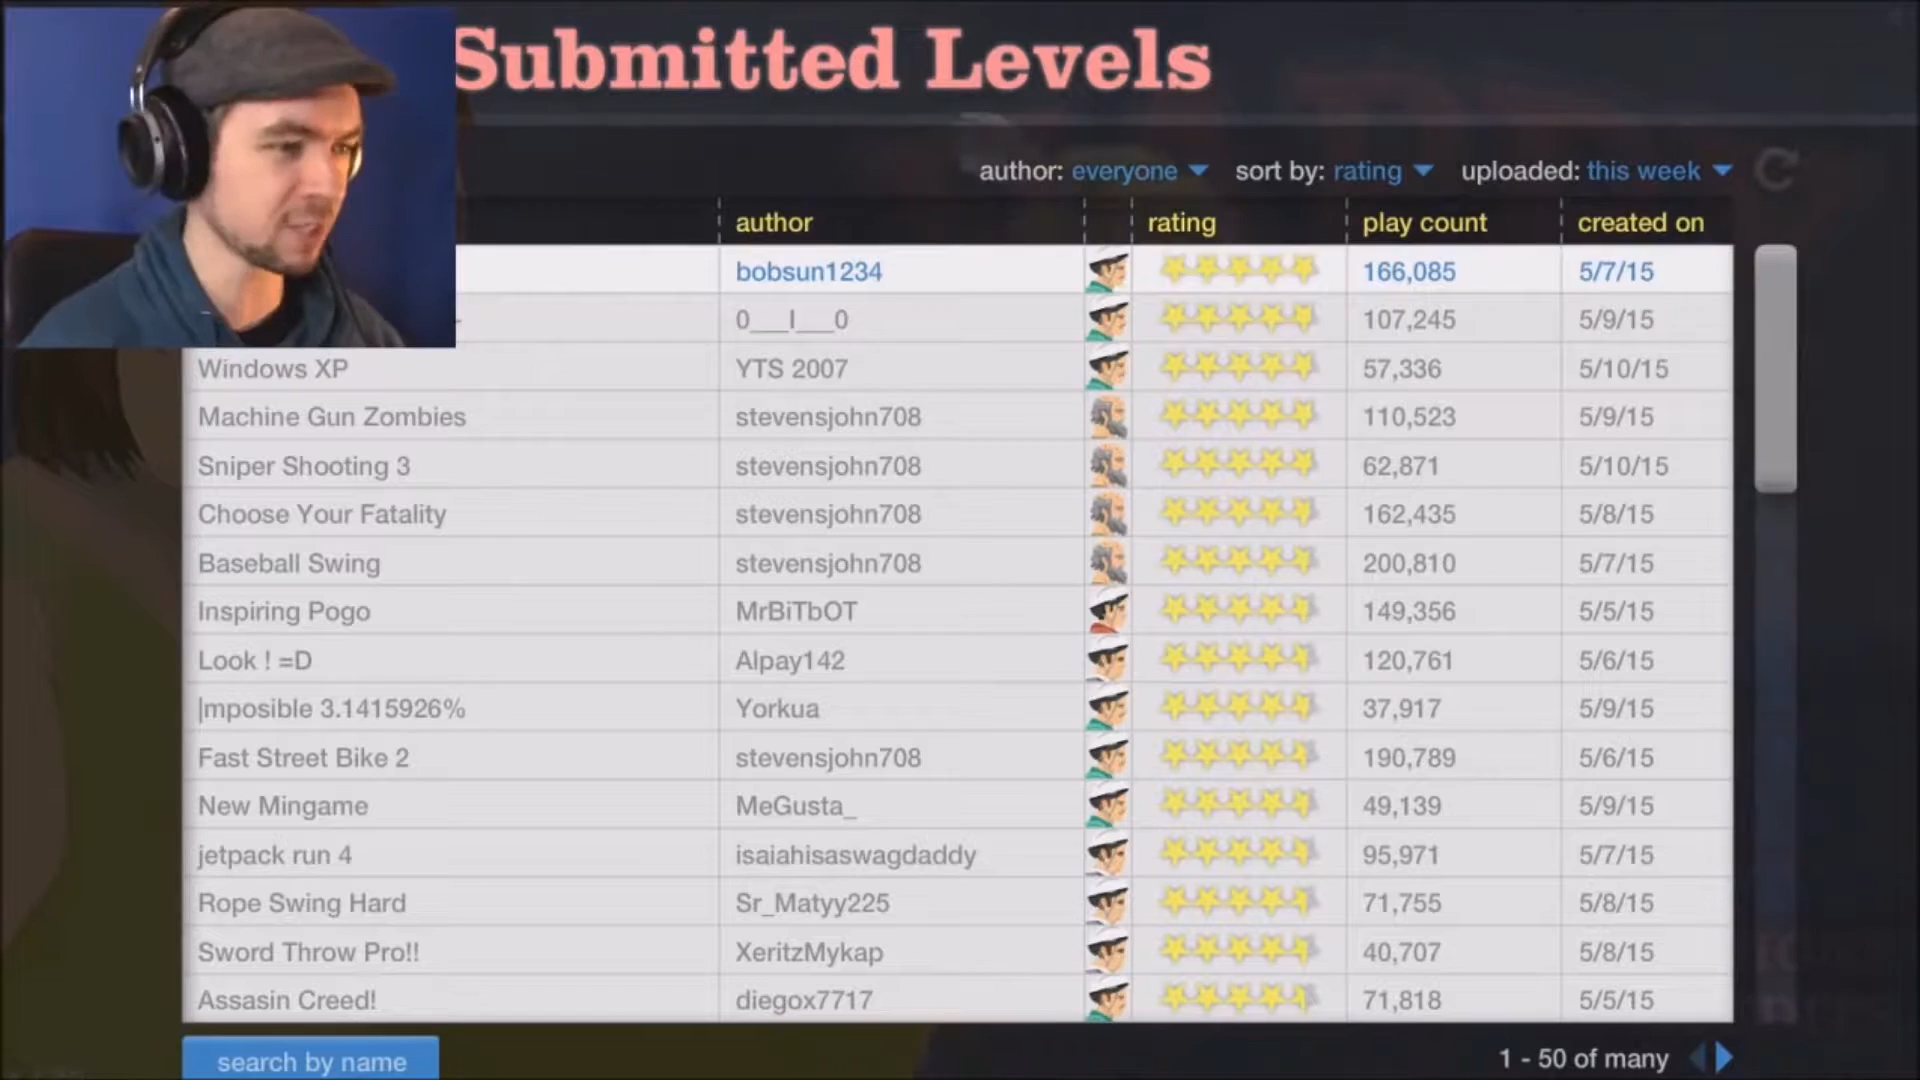 Submitted Levels
author: everyone sort by: rating uploaded: this week
author rating play count created on
bobsun1234 166,085 5/7/15
0___I___0 107,245 5/9/15
Windows XP YTS 2007 57,336 5/10/15
Machine Gun Zombies stevensjohn708 110,523 5/9/15
Sniper Shooting 3 stevensjohn708 62,871 5/10/15
Choose Your Fatality stevensjohn708 162,435 5/8/15
Baseball Swing stevensjohn708 200,810 5/7/15
Inspiring Pogo MrBiTbOT 149,356 5/5/15
Look ! =D Alpay142 120,761 5/6/15
|mposible 3.1415926% Yorkua 37,917 5/9/15
Fast Street Bike 2 stevensjohn708 190,789 5/6/15
New Mingame MeGusta_ 49,139 5/9/15
jetpack run 4 isaiahisaswagdaddy 95,971 5/7/15
Rope Swing Hard Sr_Matyy225 71,755 5/8/15
Sword Throw Pro!! XeritzMykap 40,707 5/8/15
Assasin Creed! diegox7717 71,818 5/5/15
search by name 1 - 50 of many